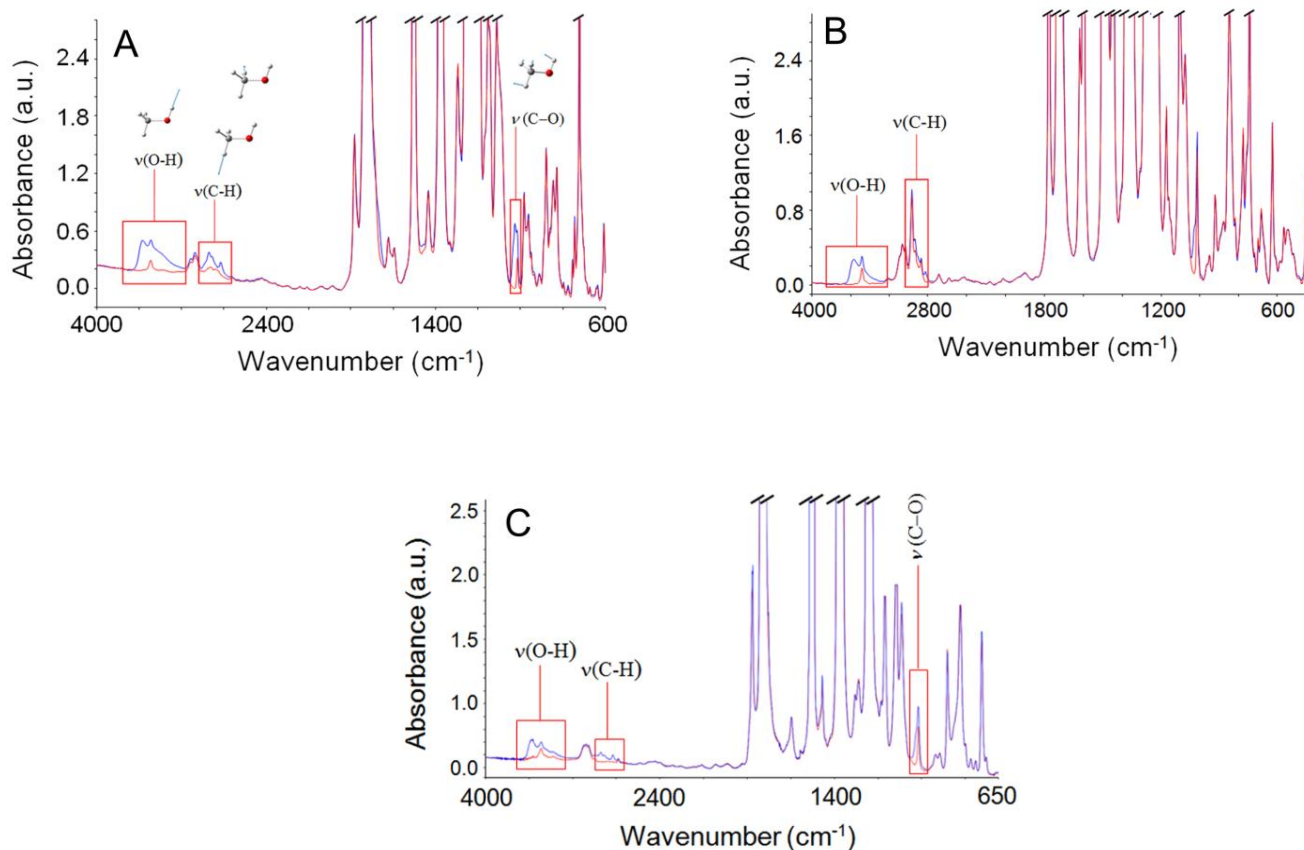 A
Absorbance (a.u.)
2.4
1.8
1.2
0.6
0.0
ν(O-H)
ν(C-H)
ν(C–O)
4000
2400
1400
600
Wavenumber (cm-1)
B
Absorbance (a.u.)
2.4
1.6
0.8
0.0
ν(O-H)
ν(C-H)
4000
2800
1800
1200
600
Wavenumber (cm-1)
C
Absorbance (a.u.)
2.5
2.0
1.5
1.0
0.0
ν(O-H)
ν(C-H)
ν(C–O)
4000
2400
1400
650
Wavenumber (cm-1)